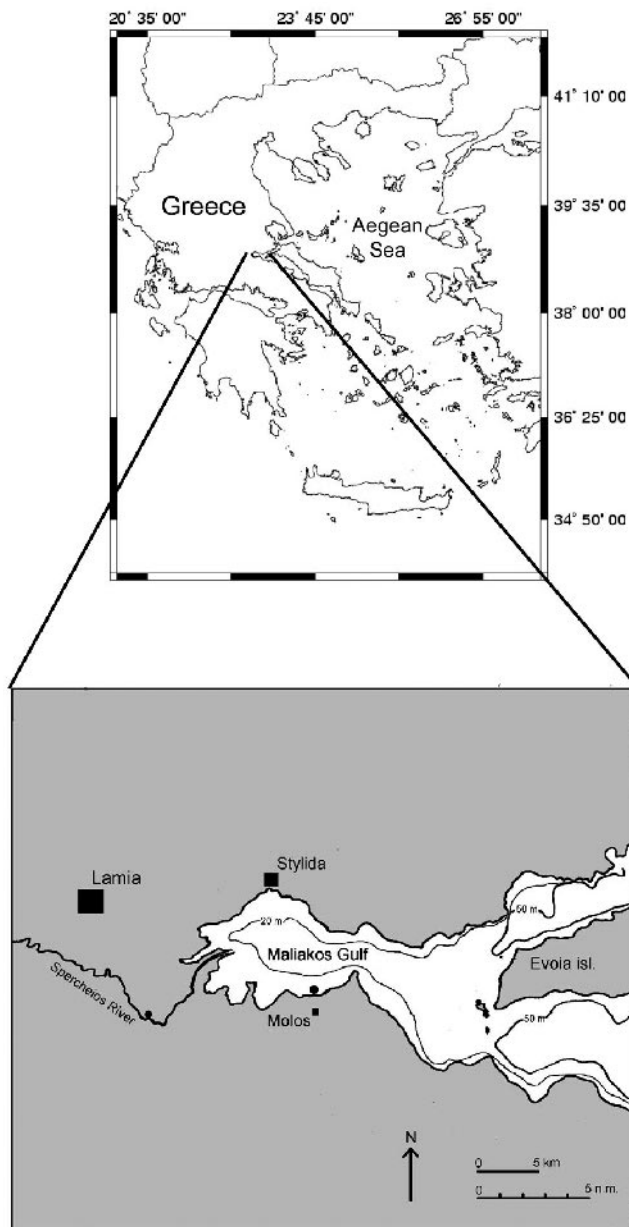 20° 35' 00" 23° 45' 00" 26° 55' 00"
41° 10' 00"
39° 35' 00"
Greece
Aegean
Sea
38° 00' 00"
36° 25' 00"
34° 50' 00"
Stylida
Lamia
50 m
20 m
Maliakos Gulf
Evoia isl.
Spercheios River
50 m
Molos
N
0 5 km
0 5 n m.